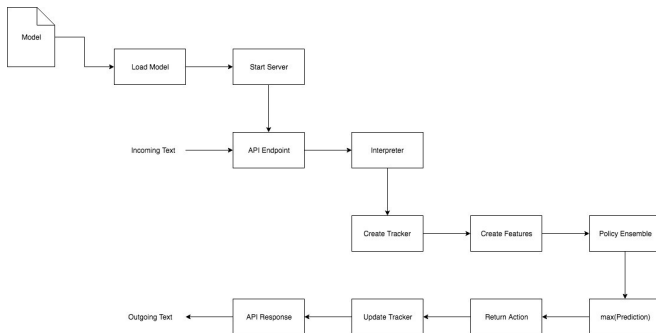 Model
Load Model
Start Server
Incoming Text
API Endpoint
Interpreter
Create Tracker
Create Features
Policy Ensemble
Outgoing Text
API Response
Update Tracker
Return Action
max(Prediction)